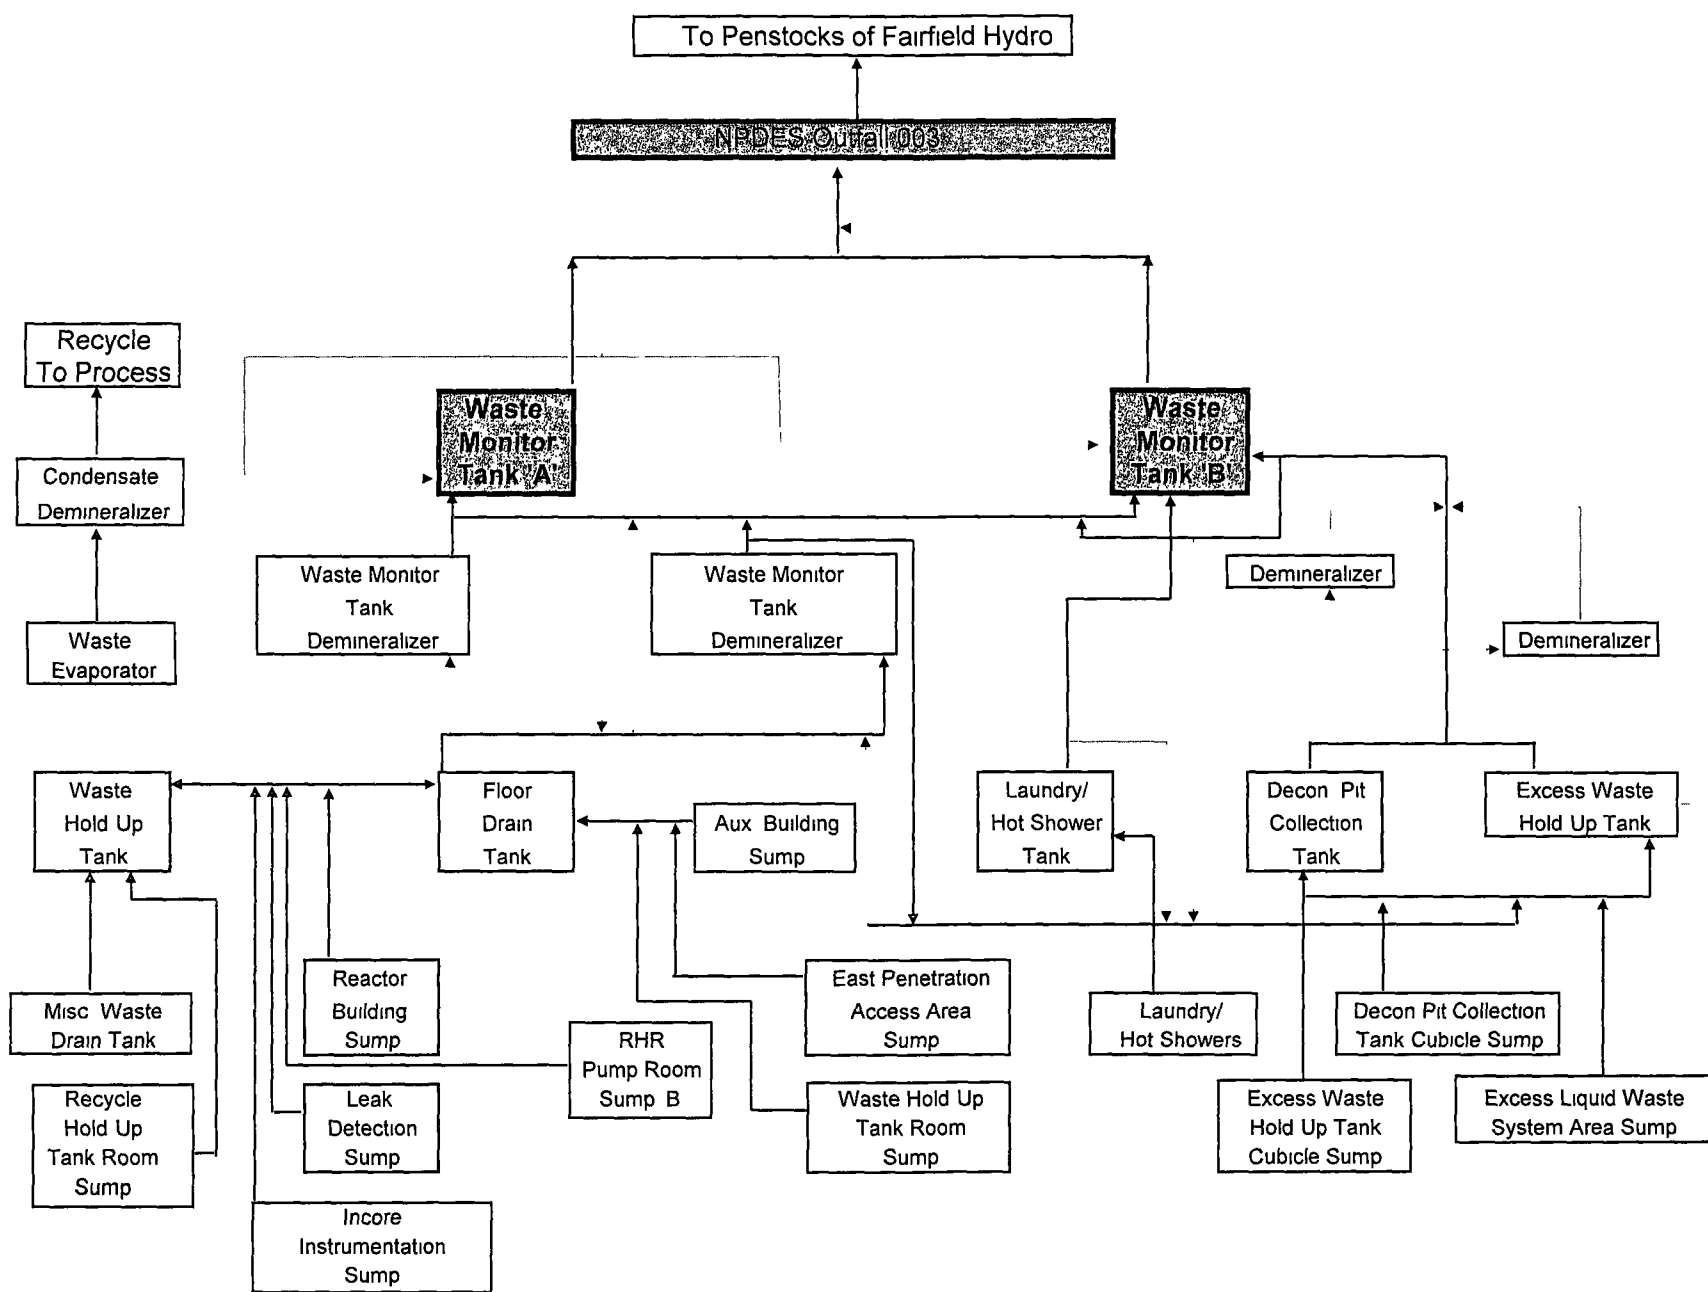 To Penstocks of Fairfield Hydro
NPDES Outfall 003
Recycle
To Process
Waste
Monitor
Tank 'A'
Waste
Monitor
Tank 'B'
Condensate
Demineralizer
Waste Monitor
Tank
Demineralizer
Waste Monitor
Tank
Demineralizer
Demineralizer
Waste
Evaporator
Demineralizer
Waste
Hold Up
Tank
Floor
Drain
Tank
Aux Building
Sump
Laundry/
Hot Shower
Tank
Decon Pit
Collection
Tank
Excess Waste
Hold Up Tank
Misc Waste
Drain Tank
Reactor
Building
Sump
East Penetration
Access Area
Sump
Laundry/
Hot Showers
Decon Pit Collection
Tank Cubicle Sump
RHR
Pump Room
Sump B
Recycle
Hold Up
Tank Room
Sump
Leak
Detection
Sump
Waste Hold Up
Tank Room
Sump
Excess Waste
Hold Up Tank
Cubicle Sump
Excess Liquid Waste
System Area Sump
Incore
Instrumentation
Sump